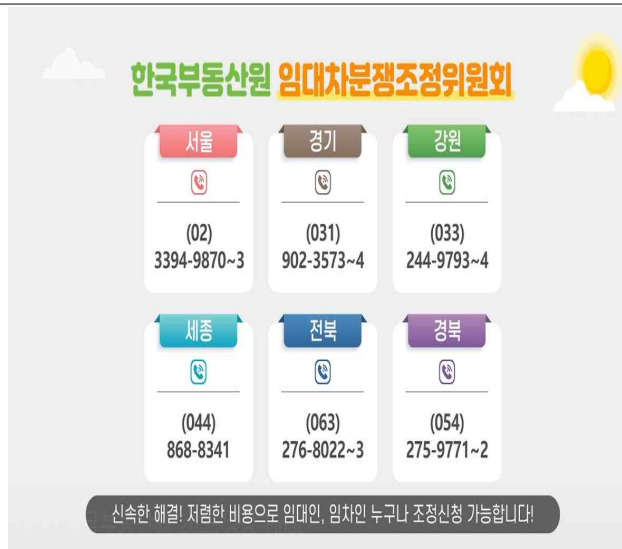 한국부동산원 임대차분쟁조정위원회
서울
(02)
3394-9870~3
경기
(031)
902-3573~4
강원
(033)
244-9793~4
세종
(044)
868-8341
전북
(063)
276-8022~3
경북
(054)
275-9771~2
신속한 해결! 저렴한 비용으로 임대인, 임차인 누구나 조정신청 가능합니다!